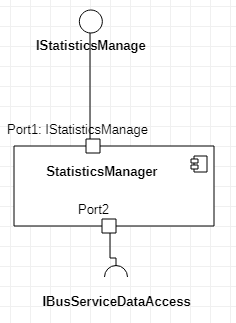 IStatisticsManage
Port1: IStatisticsManage
StatisticsManager
Port2
IBusServiceDataAccess